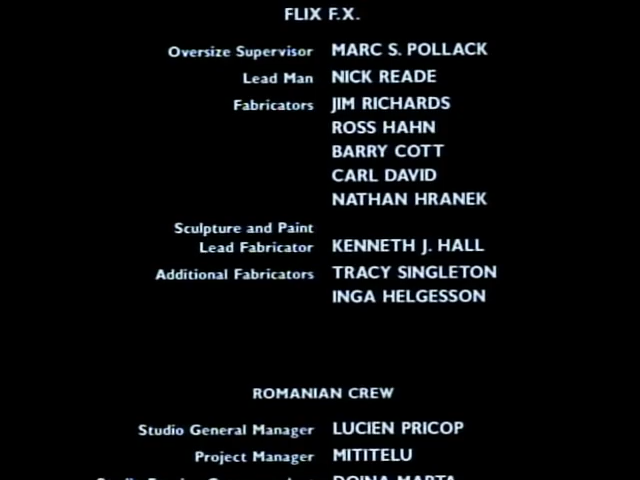 FLIX F.X.
Oversize Supervisor MARC S. POLLACK
Lead Man NICK READE
Fabricators JIM RICHARDS
ROSS HAHN
BARRY COTT
CARL DAVID
NATHAN HRANEK
Sculpture and Paint
Lead Fabricator KENNETH J. HALL
Additional Fabricators TRACY SINGLETON
INGA HELGESSON
ROMANIAN CREW
Studio General Manager LUCIEN PRICOP
Project Manager MITITELU
DOINA MARTA